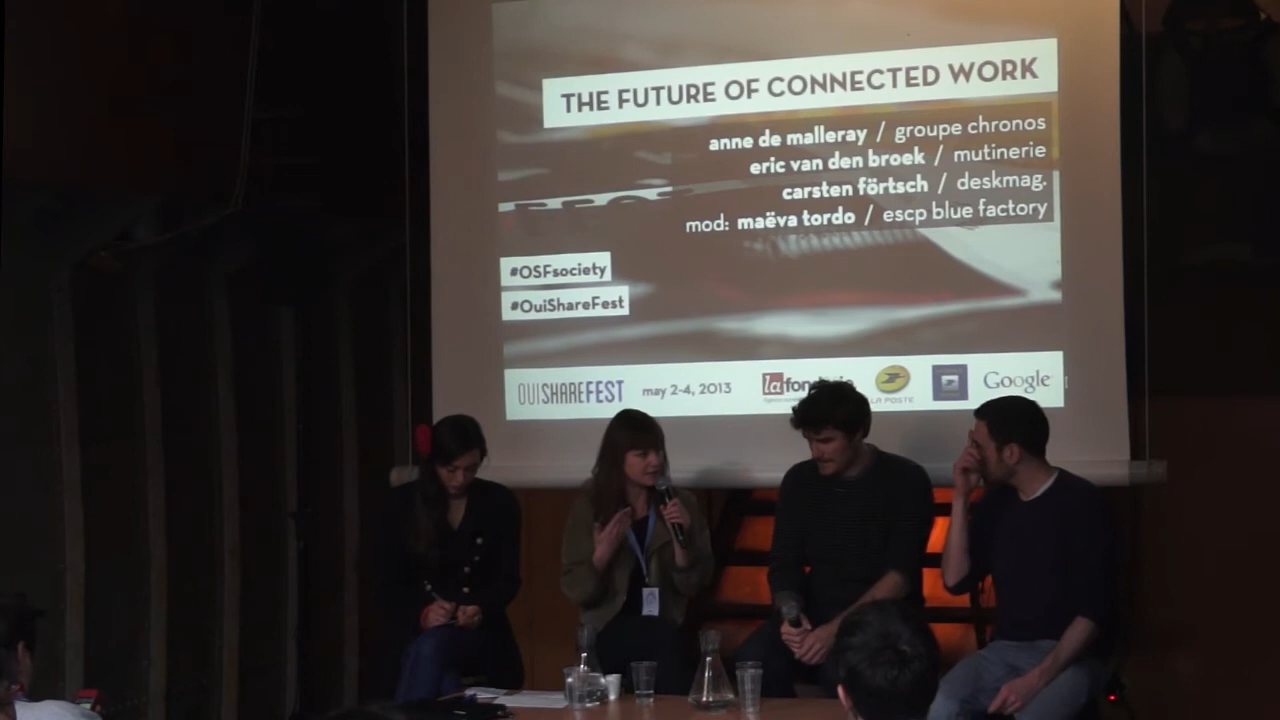 THE FUTURE OF CONNECTED WORK
anne de malleray / groupe chronos
eric van den broek / mutinerie
carsten förtsch / deskmag.
mod: maëva tordo / escp blue factory
#OSFsociety
#OuiShareFest
OUISHAREFEST may 2-4, 2013 la LA POSTE Google